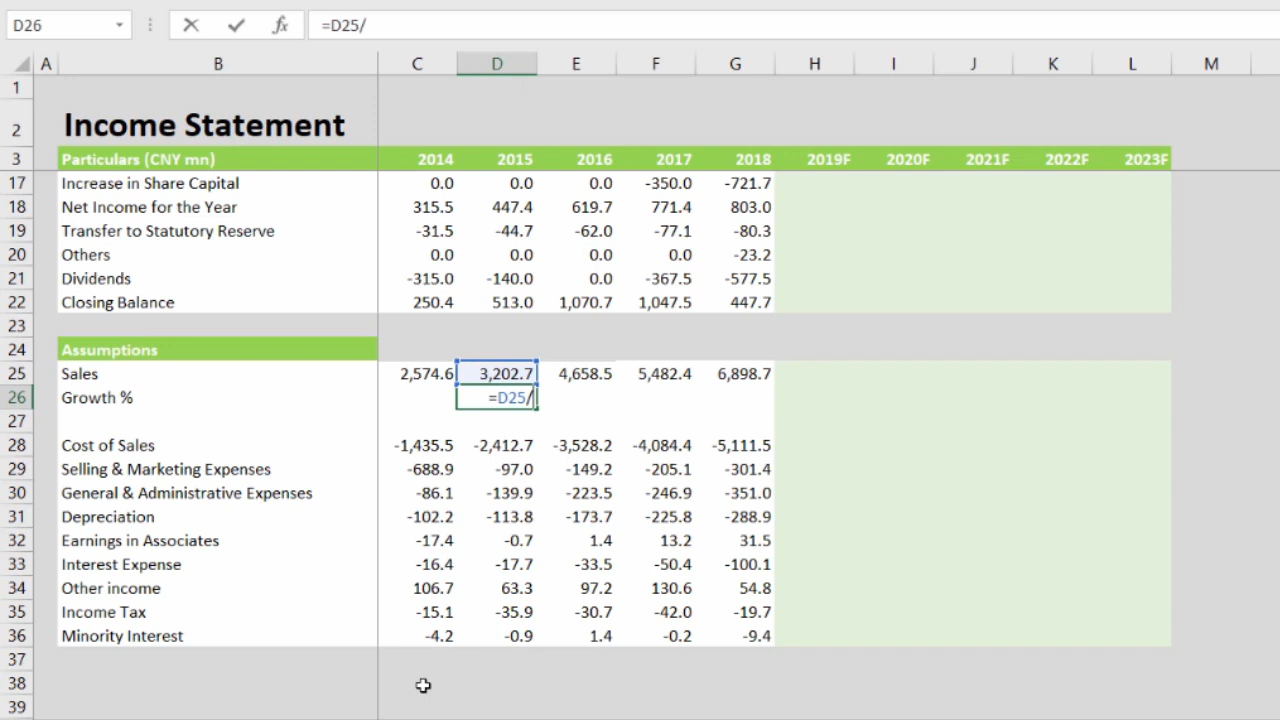 D26 fx =D25/
A B C D E F G H I J K L M
1
2 Income Statement
3 Particulars (CNY mn) 2014 2015 2016 2017 2018 2019F 2020F 2021F 2022F 2023F
17 Increase in Share Capital 0.0 0.0 0.0 -350.0 -721.7
18 Net Income for the Year 315.5 447.4 619.7 771.4 803.0
19 Transfer to Statutory Reserve -31.5 -44.7 -62.0 -77.1 -80.3
20 Others 0.0 0.0 0.0 0.0 -23.2
21 Dividends -315.0 -140.0 0.0 -367.5 -577.5
22 Closing Balance 250.4 513.0 1,070.7 1,047.5 447.7
23
24 Assumptions
25 Sales 2,574.6 3,202.7 4,658.5 5,482.4 6,898.7
26 Growth % =D25/
27
28 Cost of Sales -1,435.5 -2,412.7 -3,528.2 -4,084.4 -5,111.5
29 Selling & Marketing Expenses -688.9 -97.0 -149.2 -205.1 -301.4
30 General & Administrative Expenses -86.1 -139.9 -223.5 -246.9 -351.0
31 Depreciation -102.2 -113.8 -173.7 -225.8 -288.9
32 Earnings in Associates -17.4 -0.7 1.4 13.2 31.5
33 Interest Expense -16.4 -17.7 -33.5 -50.4 -100.1
34 Other income 106.7 63.3 97.2 130.6 54.8
35 Income Tax -15.1 -35.9 -30.7 -42.0 -19.7
36 Minority Interest -4.2 -0.9 1.4 -0.2 -9.4
37
38
39